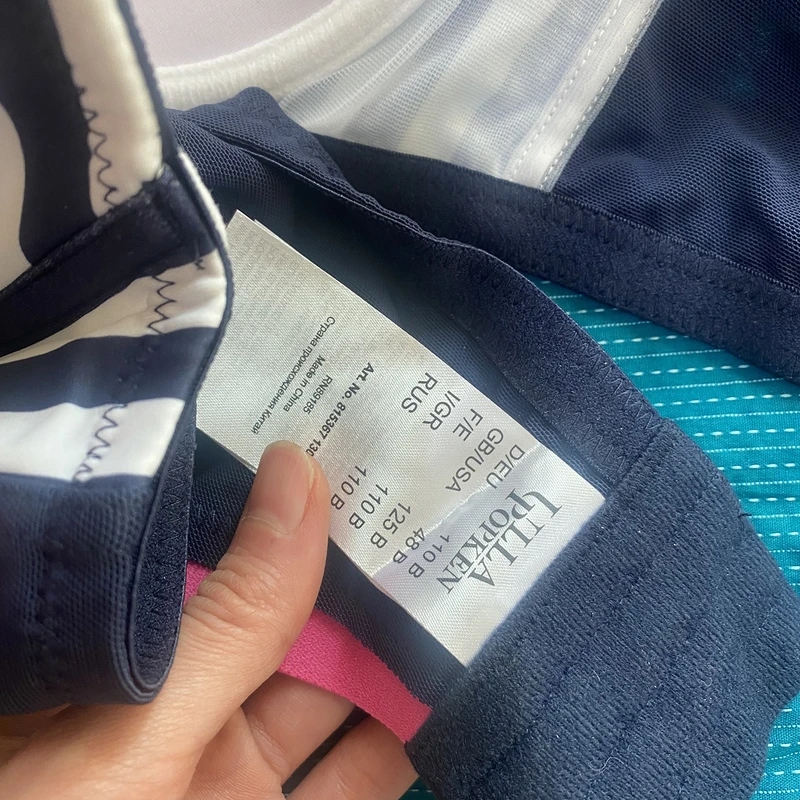 ULLA
POPKEN
D/EU 110 B
GB/USA 48 B
F/E 125 B
I/GR 110 B
RUS 110 B
Art. No. 815367 130
Made in China
Страна происхождения Китай